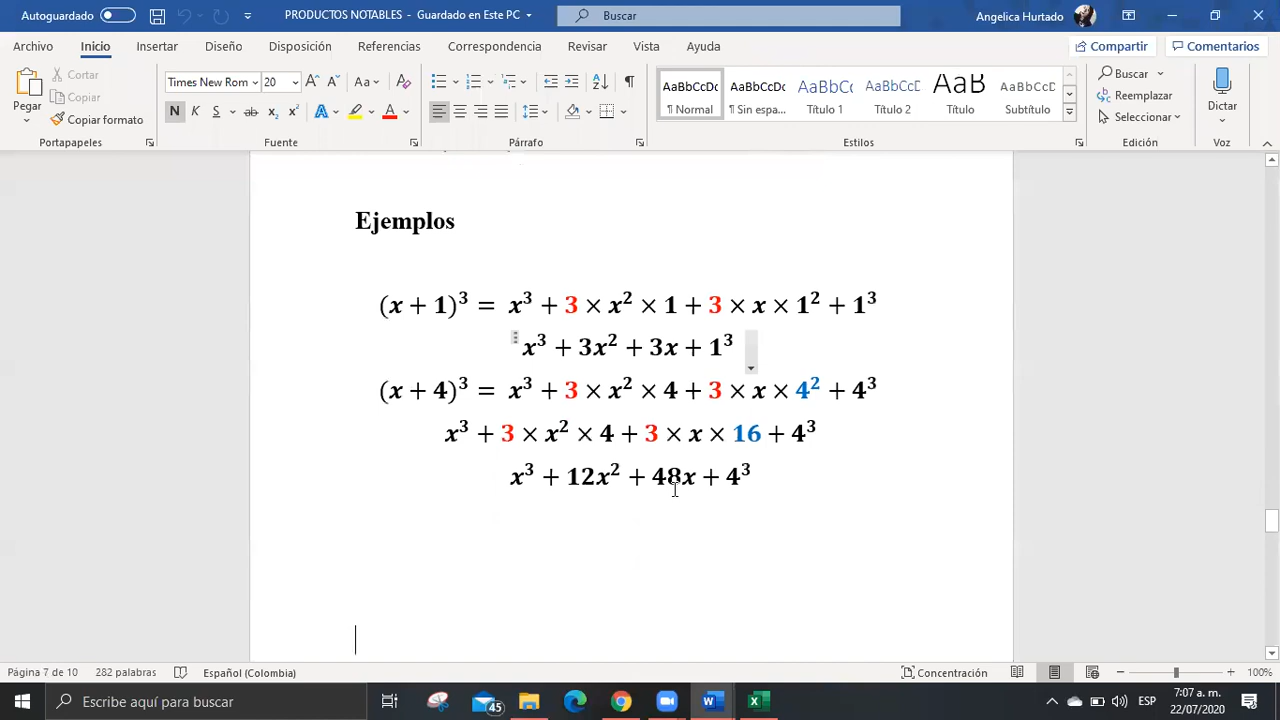 Autoguardado PRODUCTOS NOTABLES - Guardado en Este PC Buscar Angelica Hurtado
Archivo Inicio Insertar Diseño Disposición Referencias Correspondencia Revisar Vista Ayuda Compartir Comentarios
Pegar
Cortar
Copiar
Copiar formato
Portapapeles
Times New Rom 20
N K S ab x₂ x²
Fuente
Párrafo
AaBbCcDc AaBbCcDc AaBbCc AaBbCcD AaB AaBbCcD
¶ Normal ¶ Sin espa... Título 1 Título 2 Título Subtítulo
Estilos
Buscar
Reemplazar
Seleccionar
Edición
Dictar
Voz
Ejemplos
(x + 1)³ = x³ + 3 × x² × 1 + 3 × x × 1² + 1³
x³ + 3x² + 3x + 1³
(x + 4)³ = x³ + 3 × x² × 4 + 3 × x × 4² + 4³
x³ + 3 × x² × 4 + 3 × x × 16 + 4³
x³ + 12x² + 48x + 4³
Página 7 de 10 282 palabras Español (Colombia) Concentración 100 %
Escribe aquí para buscar 45 ESP 7:07 a. m.
22/07/2020